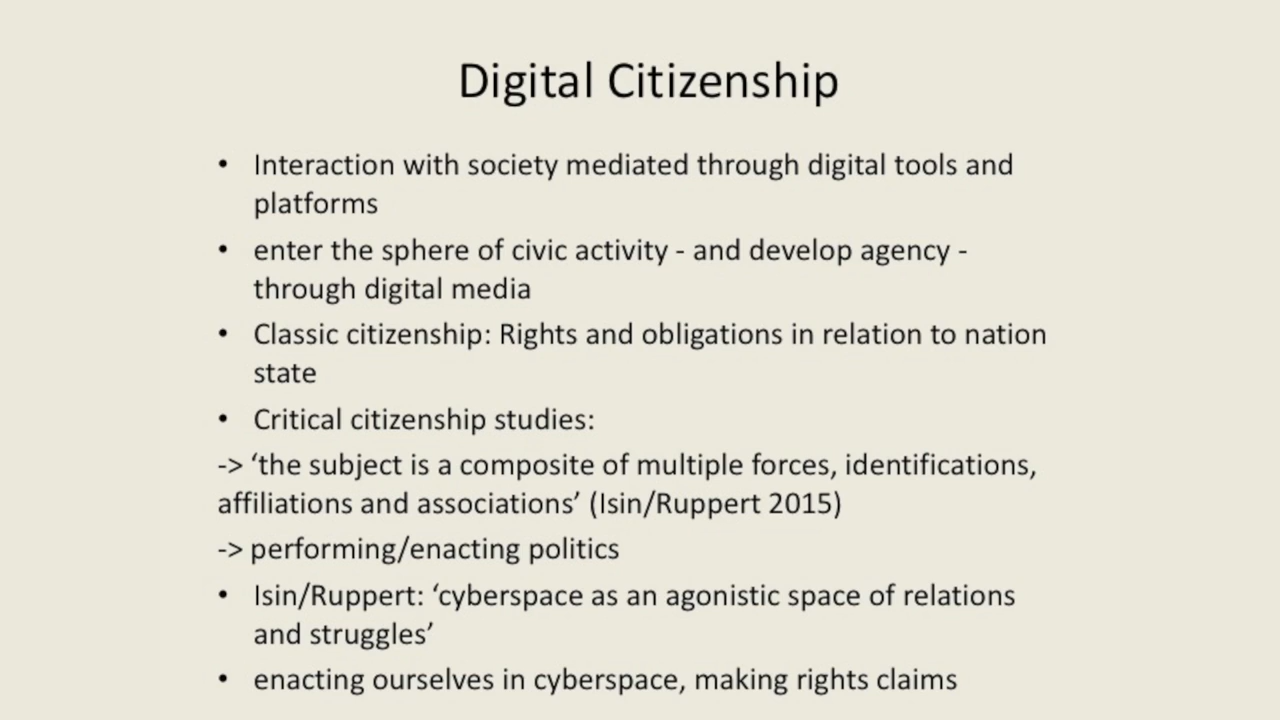 Digital Citizenship
• Interaction with society mediated through digital tools and
platforms
• enter the sphere of civic activity - and develop agency -
through digital media
• Classic citizenship: Rights and obligations in relation to nation
state
• Critical citizenship studies:
-> ‘the subject is a composite of multiple forces, identifications,
affiliations and associations’ (Isin/Ruppert 2015)
-> performing/enacting politics
• Isin/Ruppert: ‘cyberspace as an agonistic space of relations
and struggles’
• enacting ourselves in cyberspace, making rights claims